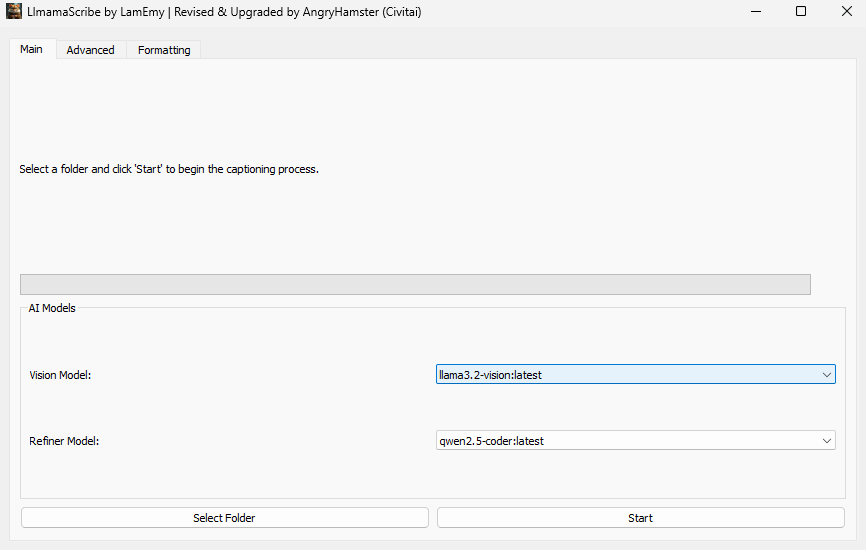 LlmamaScribe by LamEmy | Revised & Upgraded by AngryHamster (Civitai)
Main Advanced Formatting
Select a folder and click 'Start' to begin the captioning process.
AI Models
Vision Model: llama3.2-vision:latest
Refiner Model: qwen2.5-coder:latest
Select Folder Start